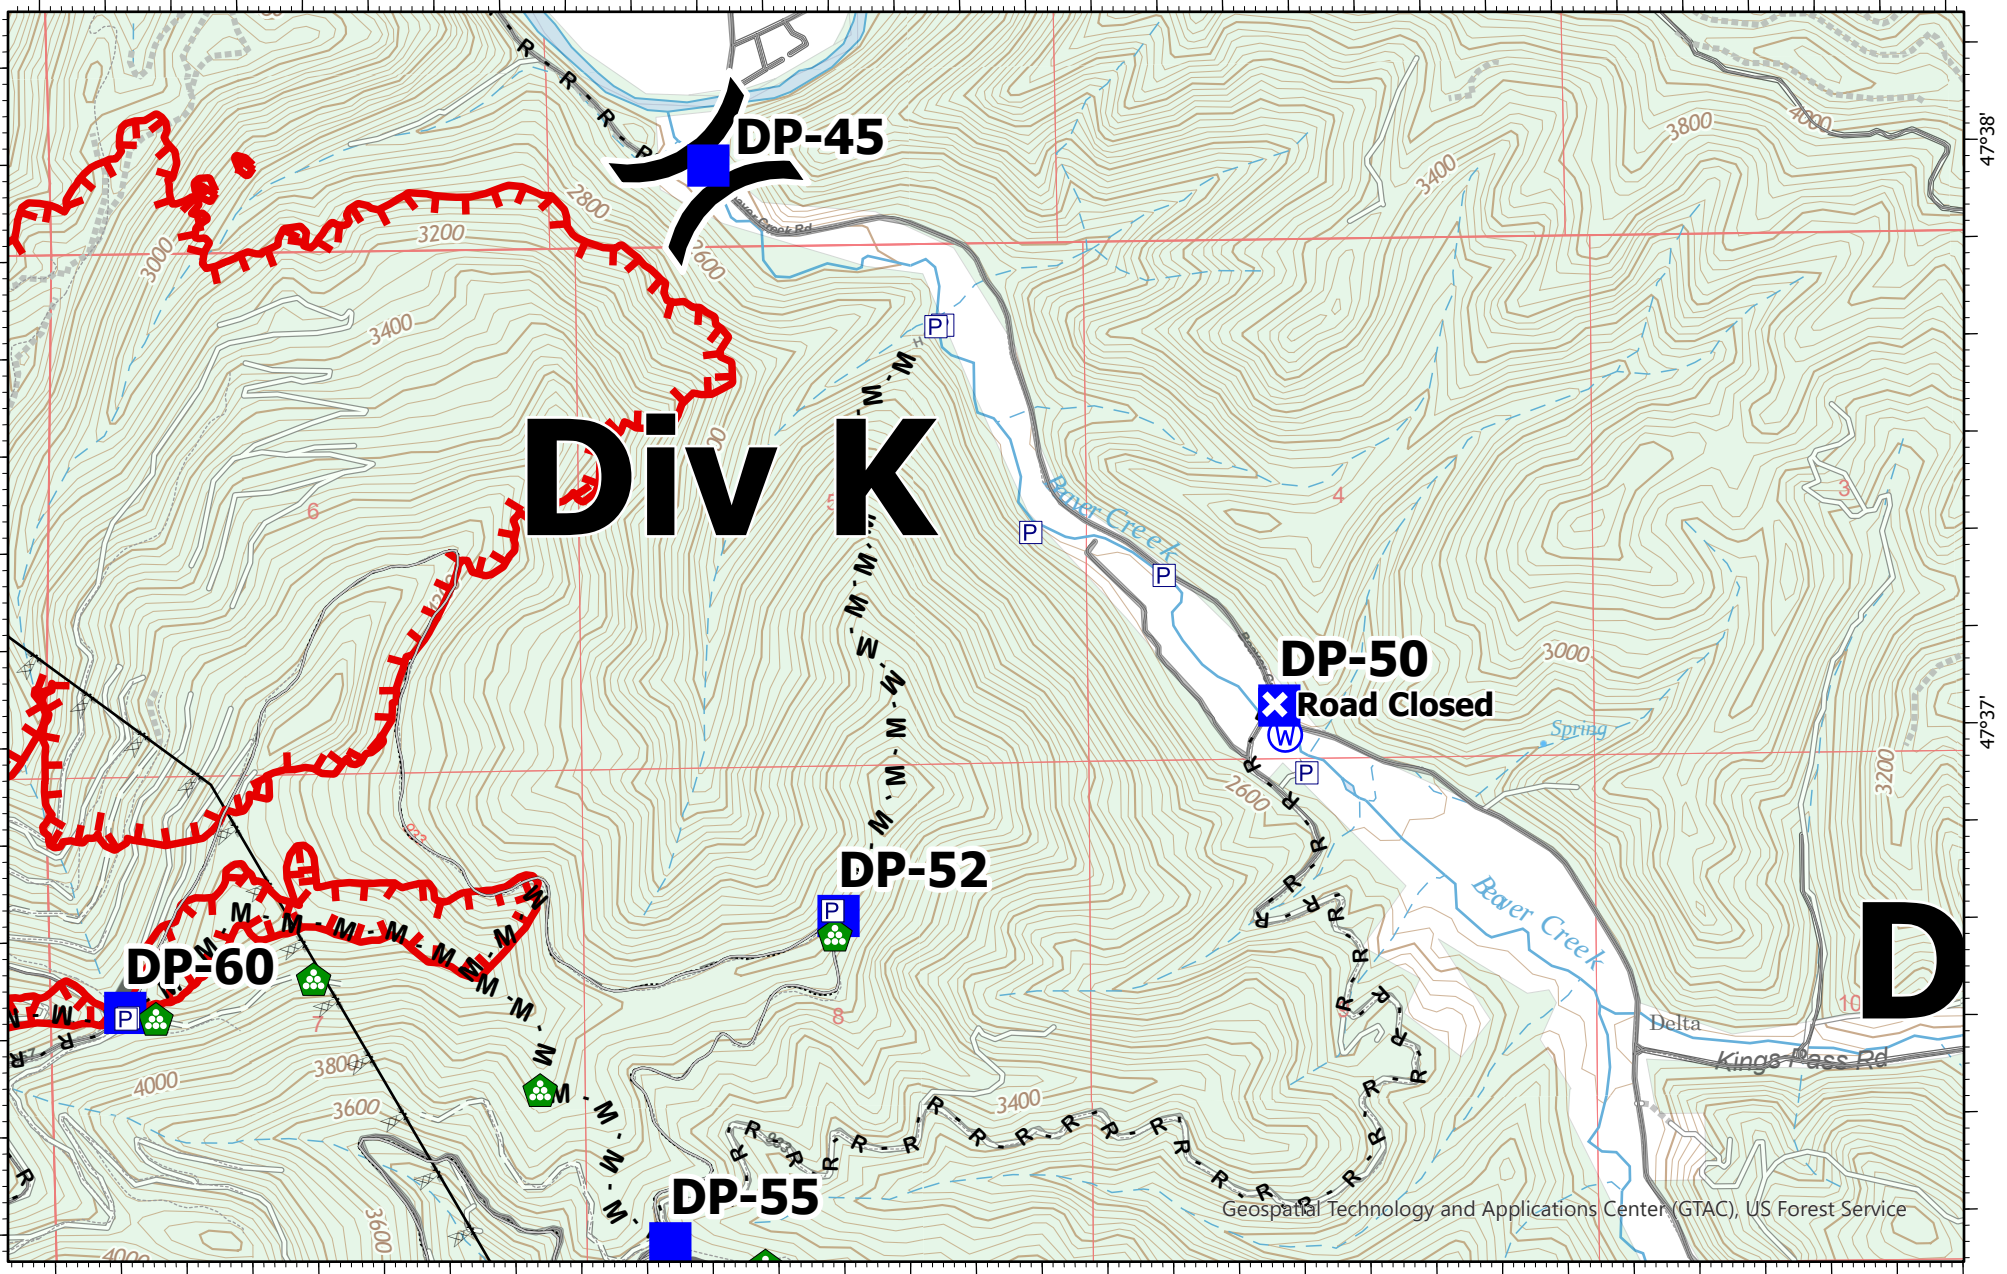 DP-45
3800
4000
47°38'
3400
2800
3000
3200
2600
3400
Div K
P
H
6
4
3
Beaver Creek
P
P
DP-50
Road Closed
3000
W
Spring
47°37'
P
2600
3200
DP-52
P
Beaver Creek
D
DP-60
P
7
8
10
Delta
Kings Pass Rd
3800
4000
3600
3400
DP-55
3600
4000
Geospatial Technology and Applications Center (GTAC), US Forest Service